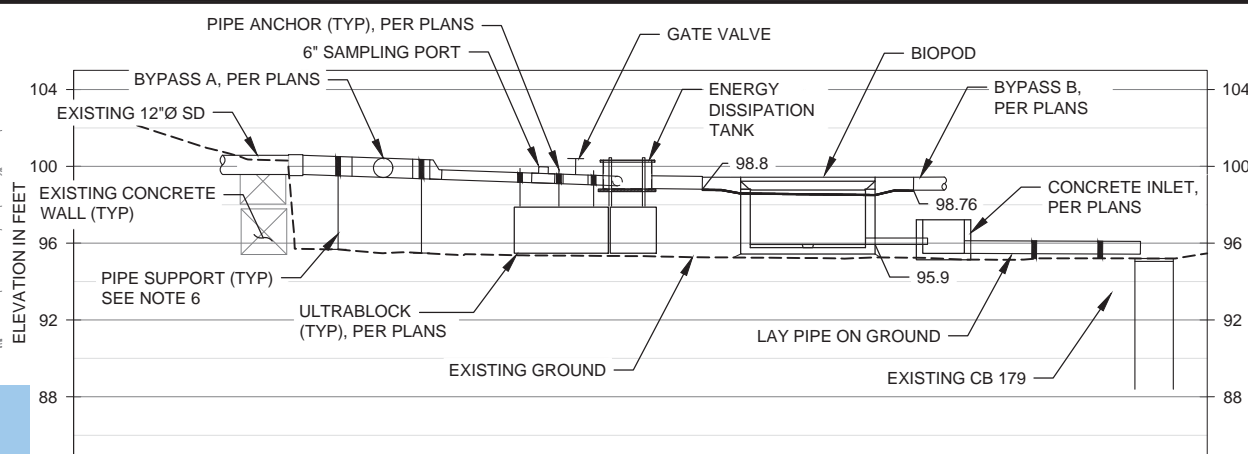 PIPE ANCHOR (TYP), PER PLANS
6" SAMPLING PORT
GATE VALVE
BIOPOD
BYPASS A, PER PLANS
EXISTING 12"Ø SD
ENERGY
DISSIPATION
TANK
BYPASS B,
PER PLANS
104
104
100
100
98.8
EXISTING CONCRETE
WALL (TYP)
98.76
CONCRETE INLET,
PER PLANS
96
96
95.9
PIPE SUPPORT (TYP)
SEE NOTE 6
ULTRABLOCK
(TYP), PER PLANS
LAY PIPE ON GROUND
92
92
EXISTING GROUND
EXISTING CB 179
88
88
ELEVATION IN FEET